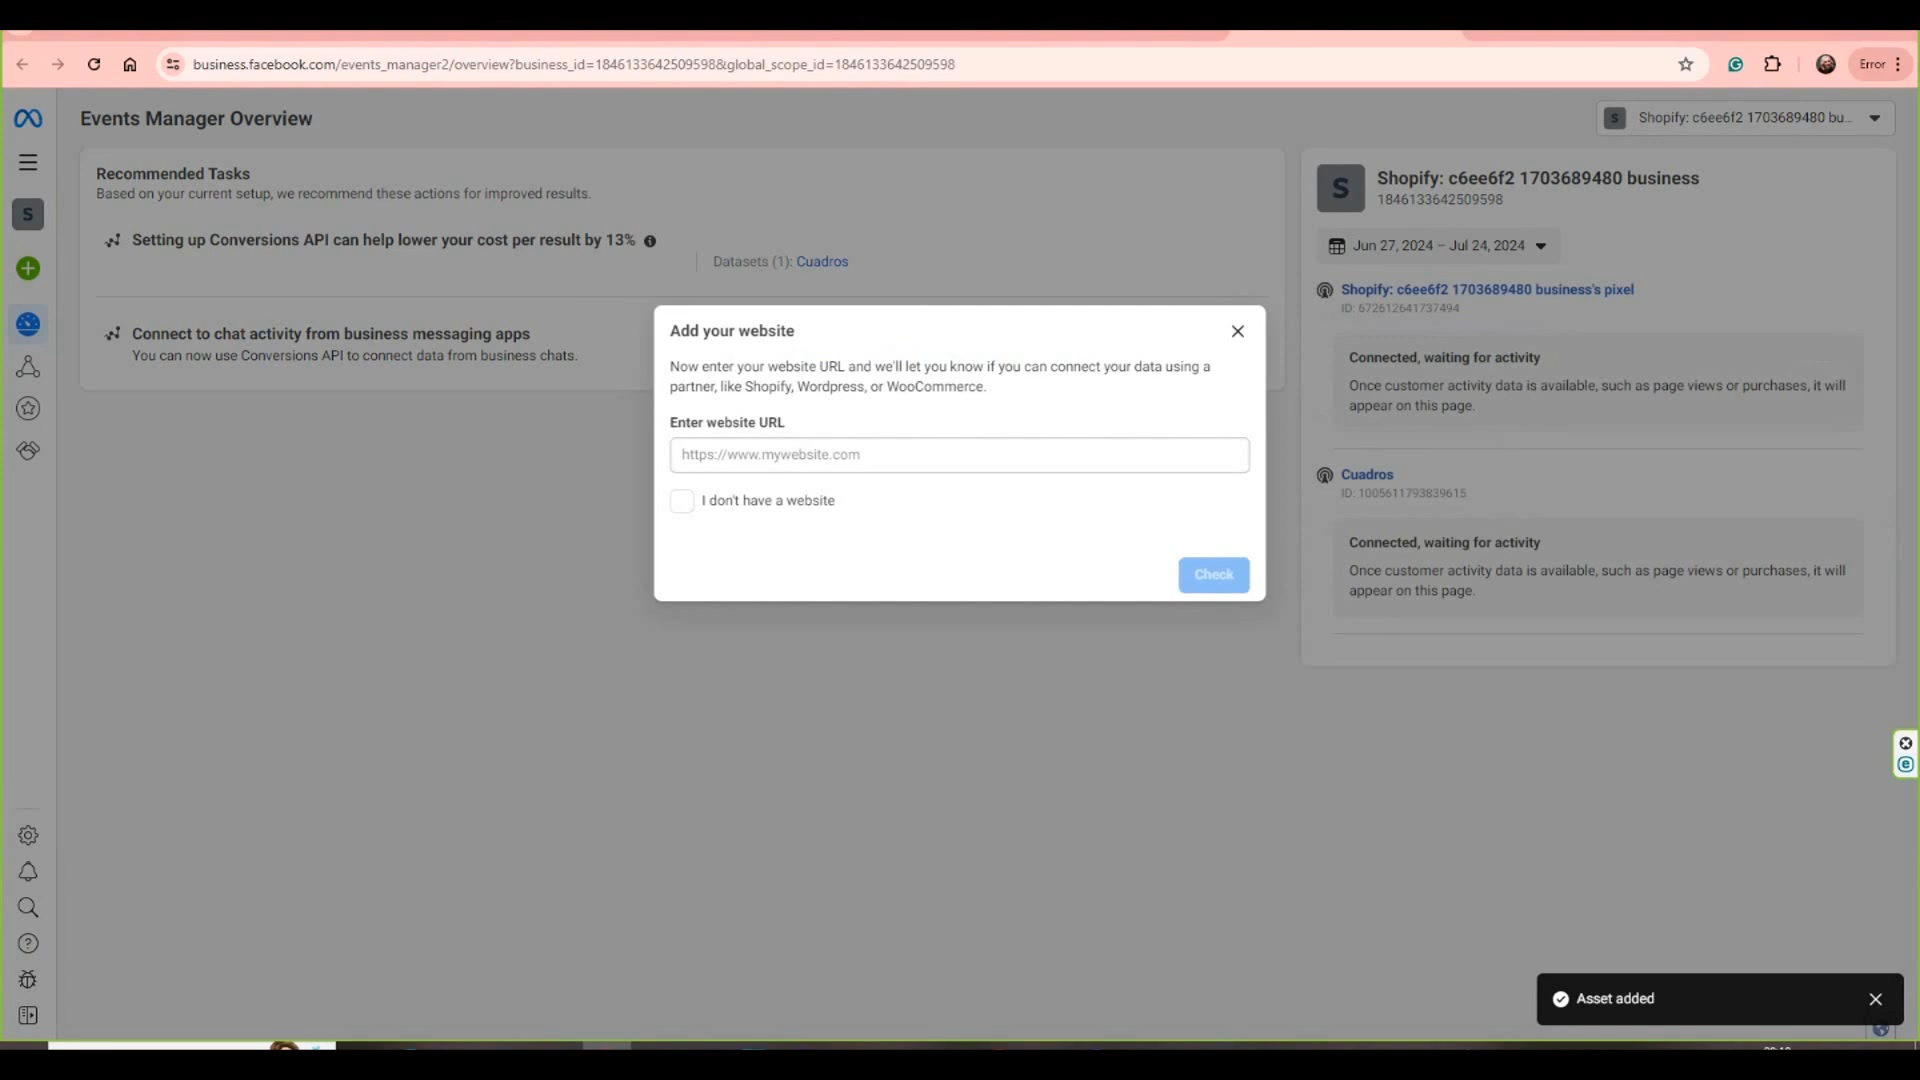 business.facebook.com/events_manager2/overview?business_id=1846133642509598&global_scope_id=1846133642509598
Error
Events Manager Overview
S
Shopify: c6ee6f2 1703689480 bu...
Recommended Tasks
Based on your current setup, we recommend these actions for improved results.
Setting up Conversions API can help lower your cost per result by 13%
Datasets (1): Cuadros
Connect to chat activity from business messaging apps
You can now use Conversions API to connect data from business chats.
S
Add your website
Now enter your website URL and we'll let you know if you can connect your data using a
partner, like Shopify, Wordpress, or WooCommerce.
Enter website URL
https://www.mywebsite.com
I don't have a website
Check
S
Shopify: c6ee6f2 1703689480 business
1846133642509598
Jun 27, 2024 – Jul 24, 2024
Shopify: c6ee6f2 1703689480 business's pixel
ID: 672612641737494
Connected, waiting for activity
Once customer activity data is available, such as page views or purchases, it will
appear on this page.
Cuadros
ID: 1005611793839615
Connected, waiting for activity
Once customer activity data is available, such as page views or purchases, it will
appear on this page.
Asset added